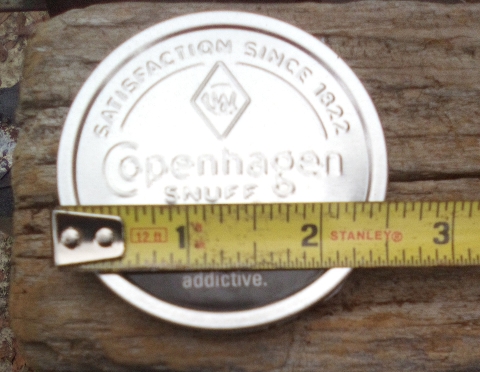 SATISFACTION SINCE 1822
Copenhagen
SNUFF
12 ft 1 2 STANLEY® 3
addictive.